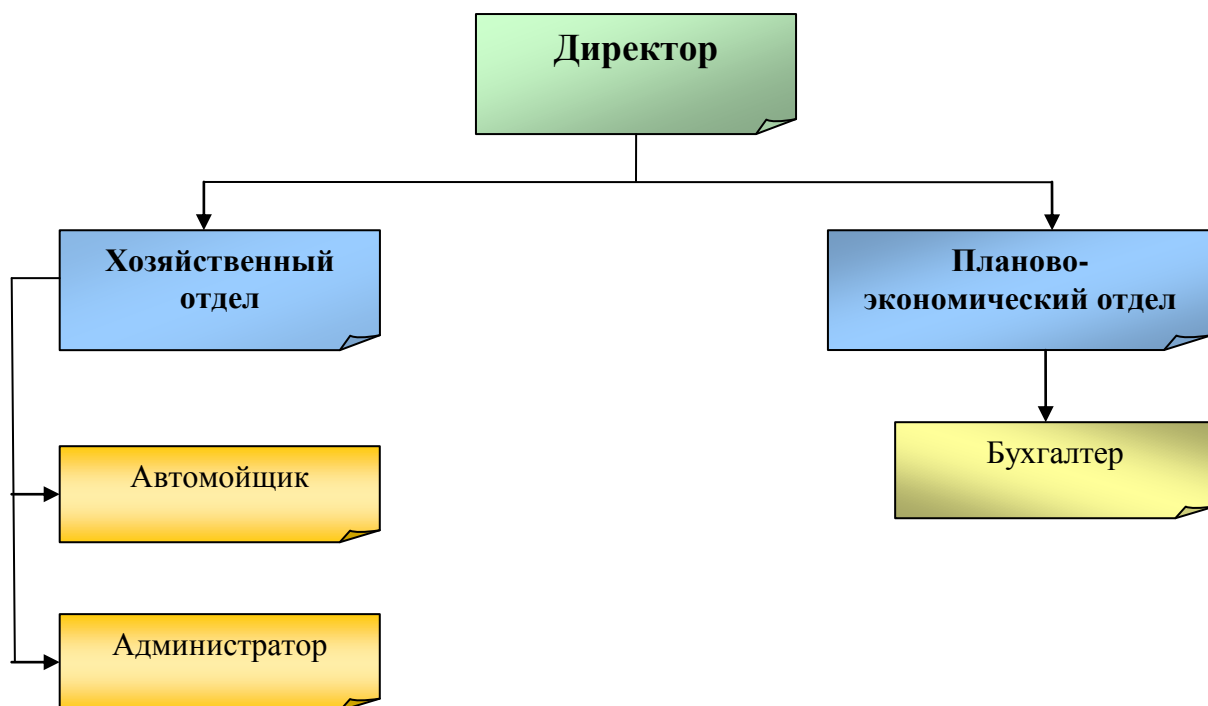 Директор
Хозяйственный
отдел
Планово-
экономический отдел
Автомойщик
Бухгалтер
Администратор